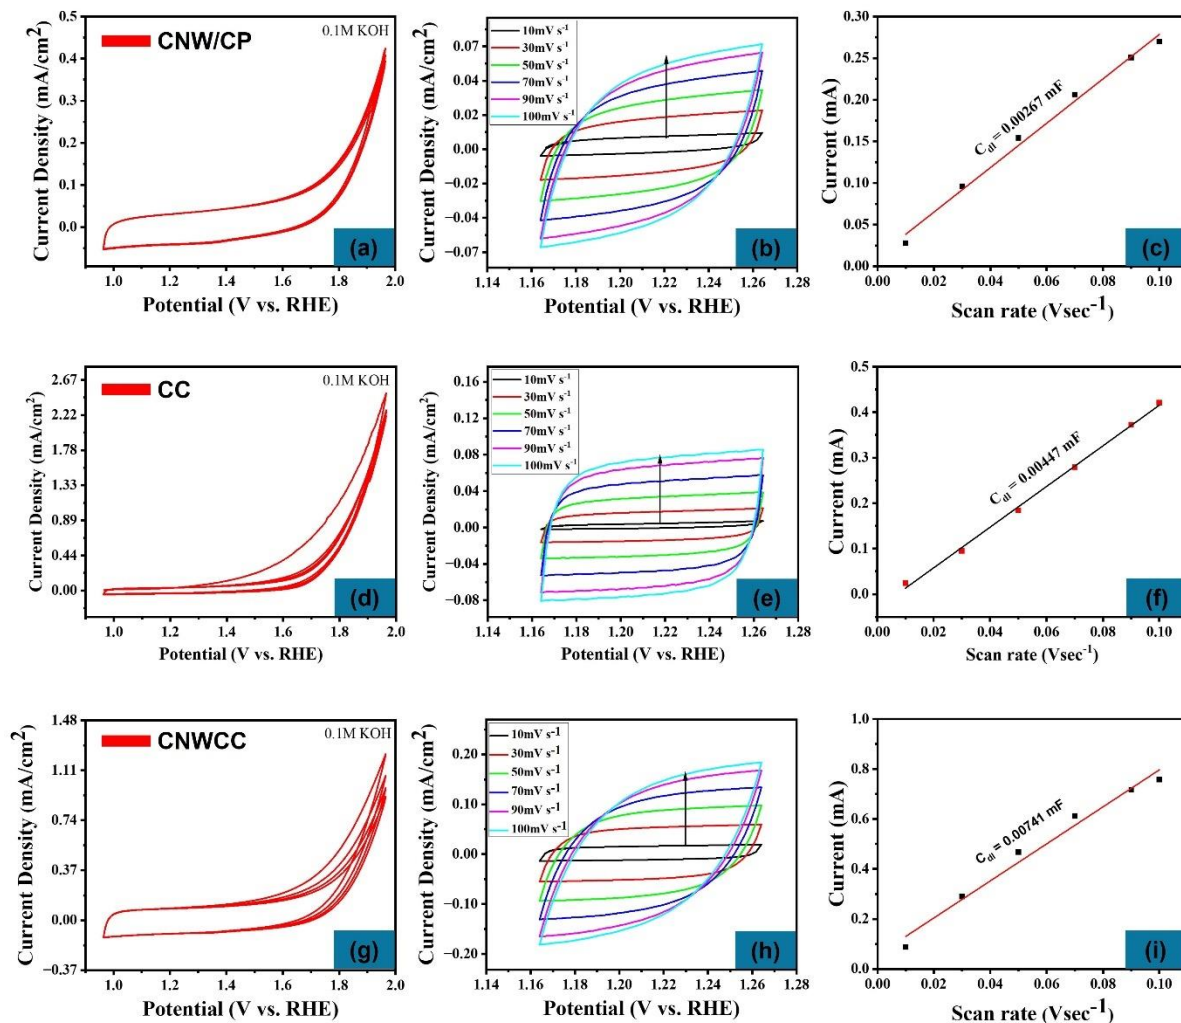 CNW/CP
0.1M KOH
Current Density (mA/cm²)
0.5
0.4
0.3
0.2
0.1
0.0
1.0
1.2
1.4
1.6
1.8
2.0
Potential (V vs. RHE)
(a)
10mV s⁻¹
30mV s⁻¹
50mV s⁻¹
70mV s⁻¹
90mV s⁻¹
100mV s⁻¹
Current Density (mA/cm²)
0.07
0.04
0.02
0.00
−0.02
−0.04
−0.07
1.14
1.16
1.18
1.20
1.22
1.24
1.26
1.28
Potential (V vs. RHE)
(b)
Cdl = 0.00267 mF
Current (mA)
0.30
0.25
0.20
0.15
0.10
0.05
0.00
0.00
0.02
0.04
0.06
0.08
0.10
Scan rate (Vsec⁻¹)
(c)
CC
0.1M KOH
Current Density (mA/cm²)
2.67
2.22
1.78
1.33
0.89
0.44
0.00
1.0
1.2
1.4
1.6
1.8
2.0
Potential (V vs. RHE)
(d)
10mV s⁻¹
30mV s⁻¹
50mV s⁻¹
70mV s⁻¹
90mV s⁻¹
100mV s⁻¹
Current Density (mA/cm²)
0.16
0.12
0.08
0.04
0.00
−0.04
−0.08
1.14
1.16
1.18
1.20
1.22
1.24
1.26
1.28
Potential (V vs. RHE)
(e)
Cdl = 0.00447 mF
Current (mA)
0.5
0.4
0.3
0.2
0.1
0.0
0.00
0.02
0.04
0.06
0.08
0.10
Scan rate (Vsec⁻¹)
(f)
CNWCC
0.1M KOH
Current Density (mA/cm²)
1.48
1.11
0.74
0.37
0.00
−0.37
1.0
1.2
1.4
1.6
1.8
2.0
Potential (V vs. RHE)
(g)
10mV s⁻¹
30mV s⁻¹
50mV s⁻¹
70mV s⁻¹
90mV s⁻¹
100mV s⁻¹
Current Density (mA/cm²)
0.20
0.10
0.00
−0.10
−0.20
1.14
1.16
1.18
1.20
1.22
1.24
1.26
1.28
Potential (V vs. RHE)
(h)
Cdl = 0.00741 mF
Current (mA)
1.0
0.8
0.6
0.4
0.2
0.0
0.00
0.02
0.04
0.06
0.08
0.10
Scan rate (Vsec⁻¹)
(i)